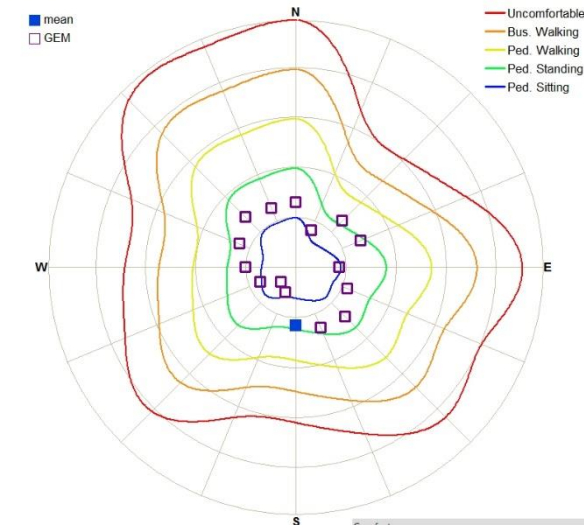 mean
GEM
N
Uncomfortable
Bus. Walking
Ped. Walking
Ped. Standing
Ped. Sitting
W
E
S